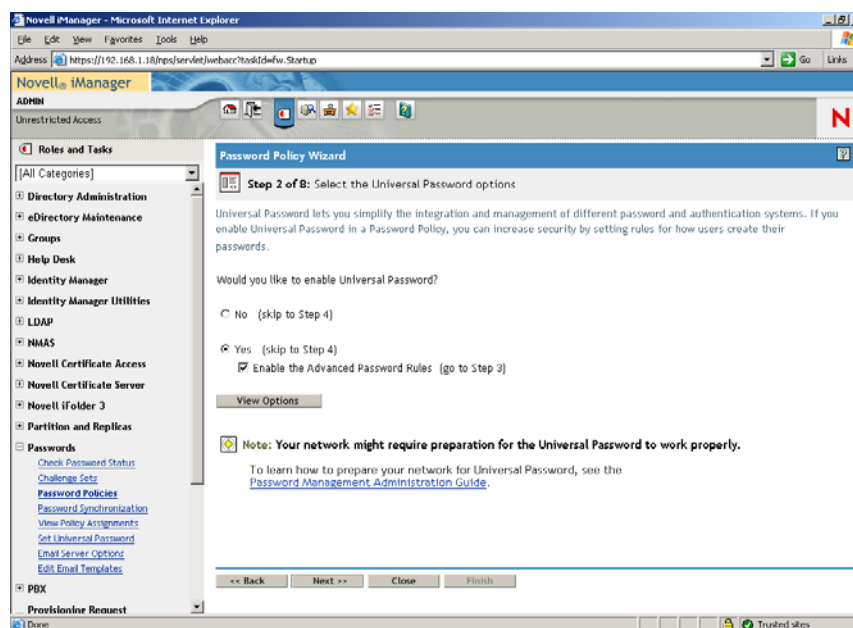 Novell iManager - Microsoft Internet Explorer
File Edit View Favorites Tools Help
Address https://192.168.1.18/nps/servlet/webacc?taskId=fw.Startup Go Links
Novell® iManager
ADMIN
Unrestricted Access
N
Roles and Tasks
[All Categories]
Directory Administration
eDirectory Maintenance
Groups
Help Desk
Identity Manager
Identity Manager Utilities
LDAP
NMAS
Novell Certificate Access
Novell Certificate Server
Novell iFolder 3
Partition and Replicas
Passwords
Check Password Status
Challenge Sets
Password Policies
Password Synchronization
View Policy Assignments
Set Universal Password
Email Server Options
Edit Email Templates
PBX
Provisioning Request
Password Policy Wizard
?
Step 2 of 8: Select the Universal Password options
Universal Password lets you simplify the integration and management of different password and authentication systems. If you
enable Universal Password in a Password Policy, you can increase security by setting rules for how users create their
passwords.
Would you like to enable Universal Password?
No (skip to Step 4)
Yes (skip to Step 4)
Enable the Advanced Password Rules (go to Step 3)
View Options
Note: Your network might require preparation for the Universal Password to work properly.
To learn how to prepare your network for Universal Password, see the
Password Management Administration Guide.
<< Back Next >> Close Finish
Done Trusted sites